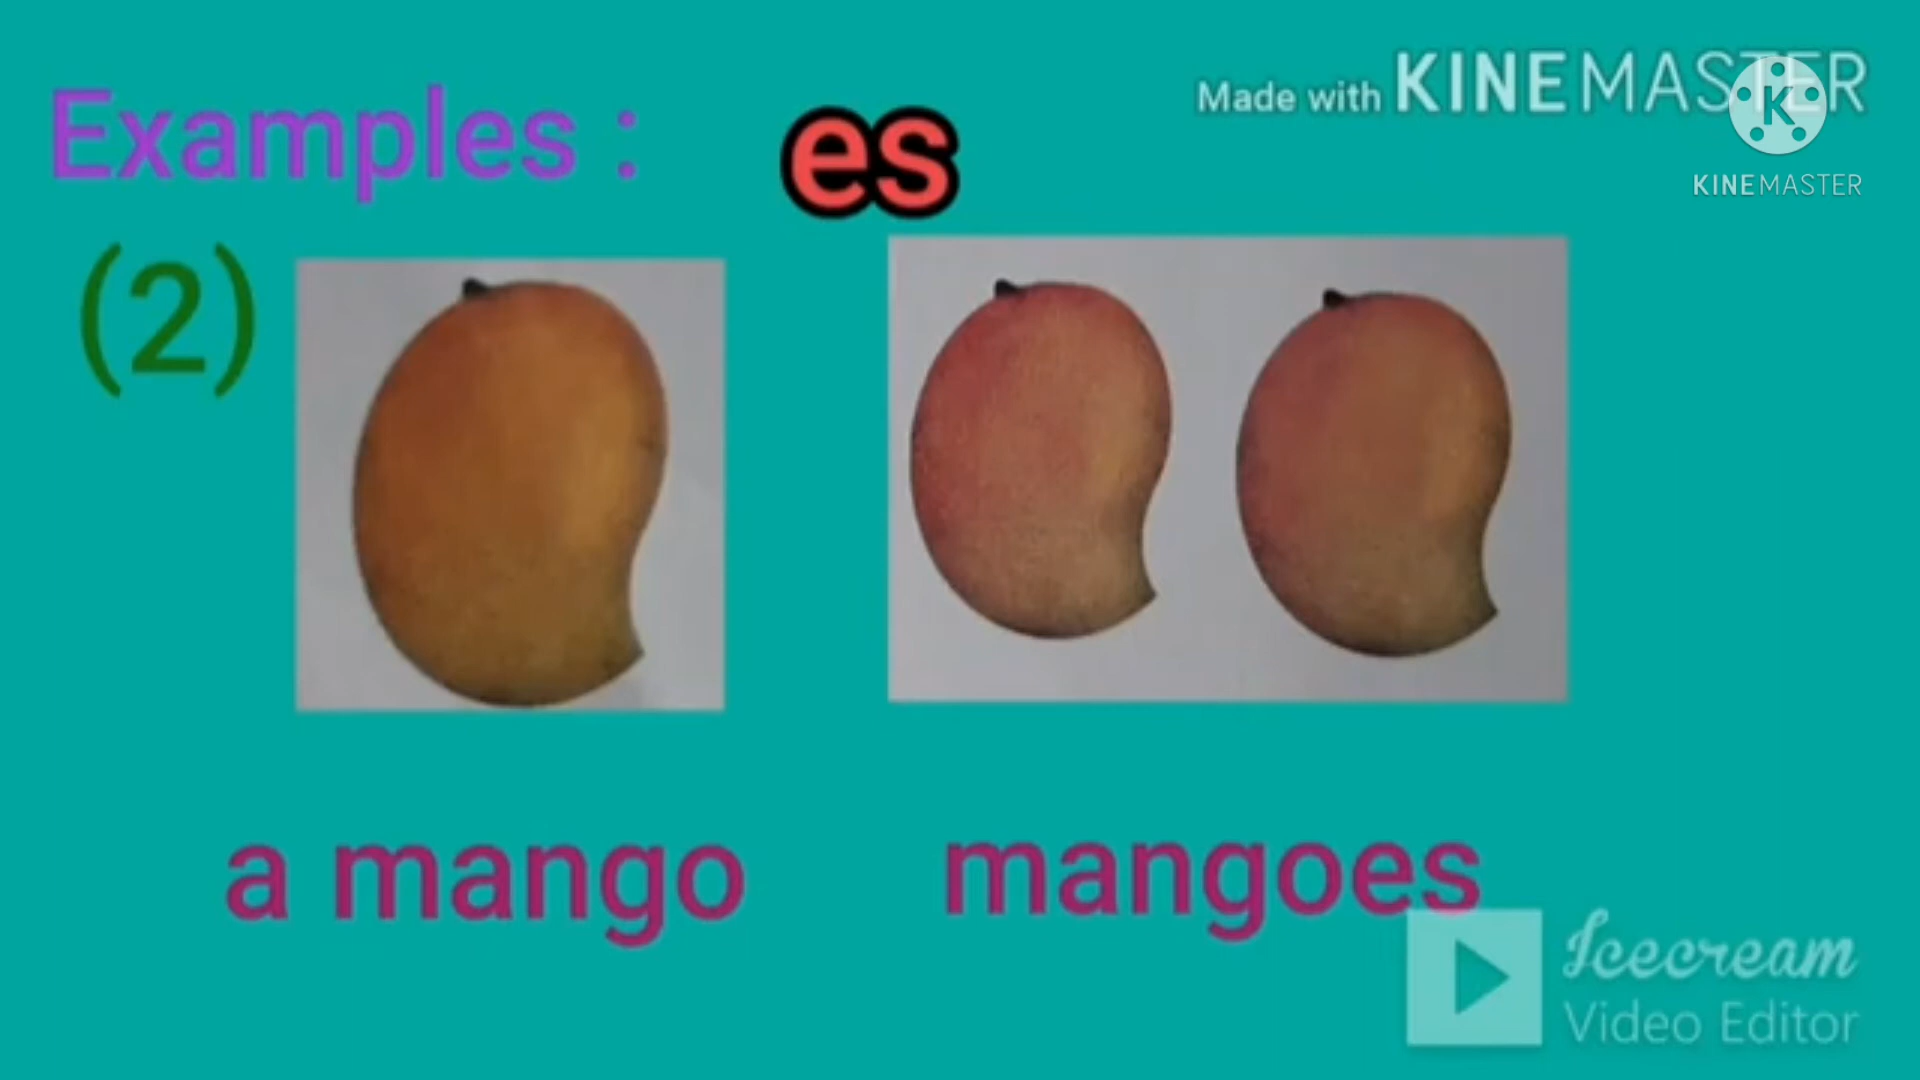 Made with KINEMASTER
K
KINEMASTER
Examples : es
(2)
a mango mangoes
Icecream
Video Editor